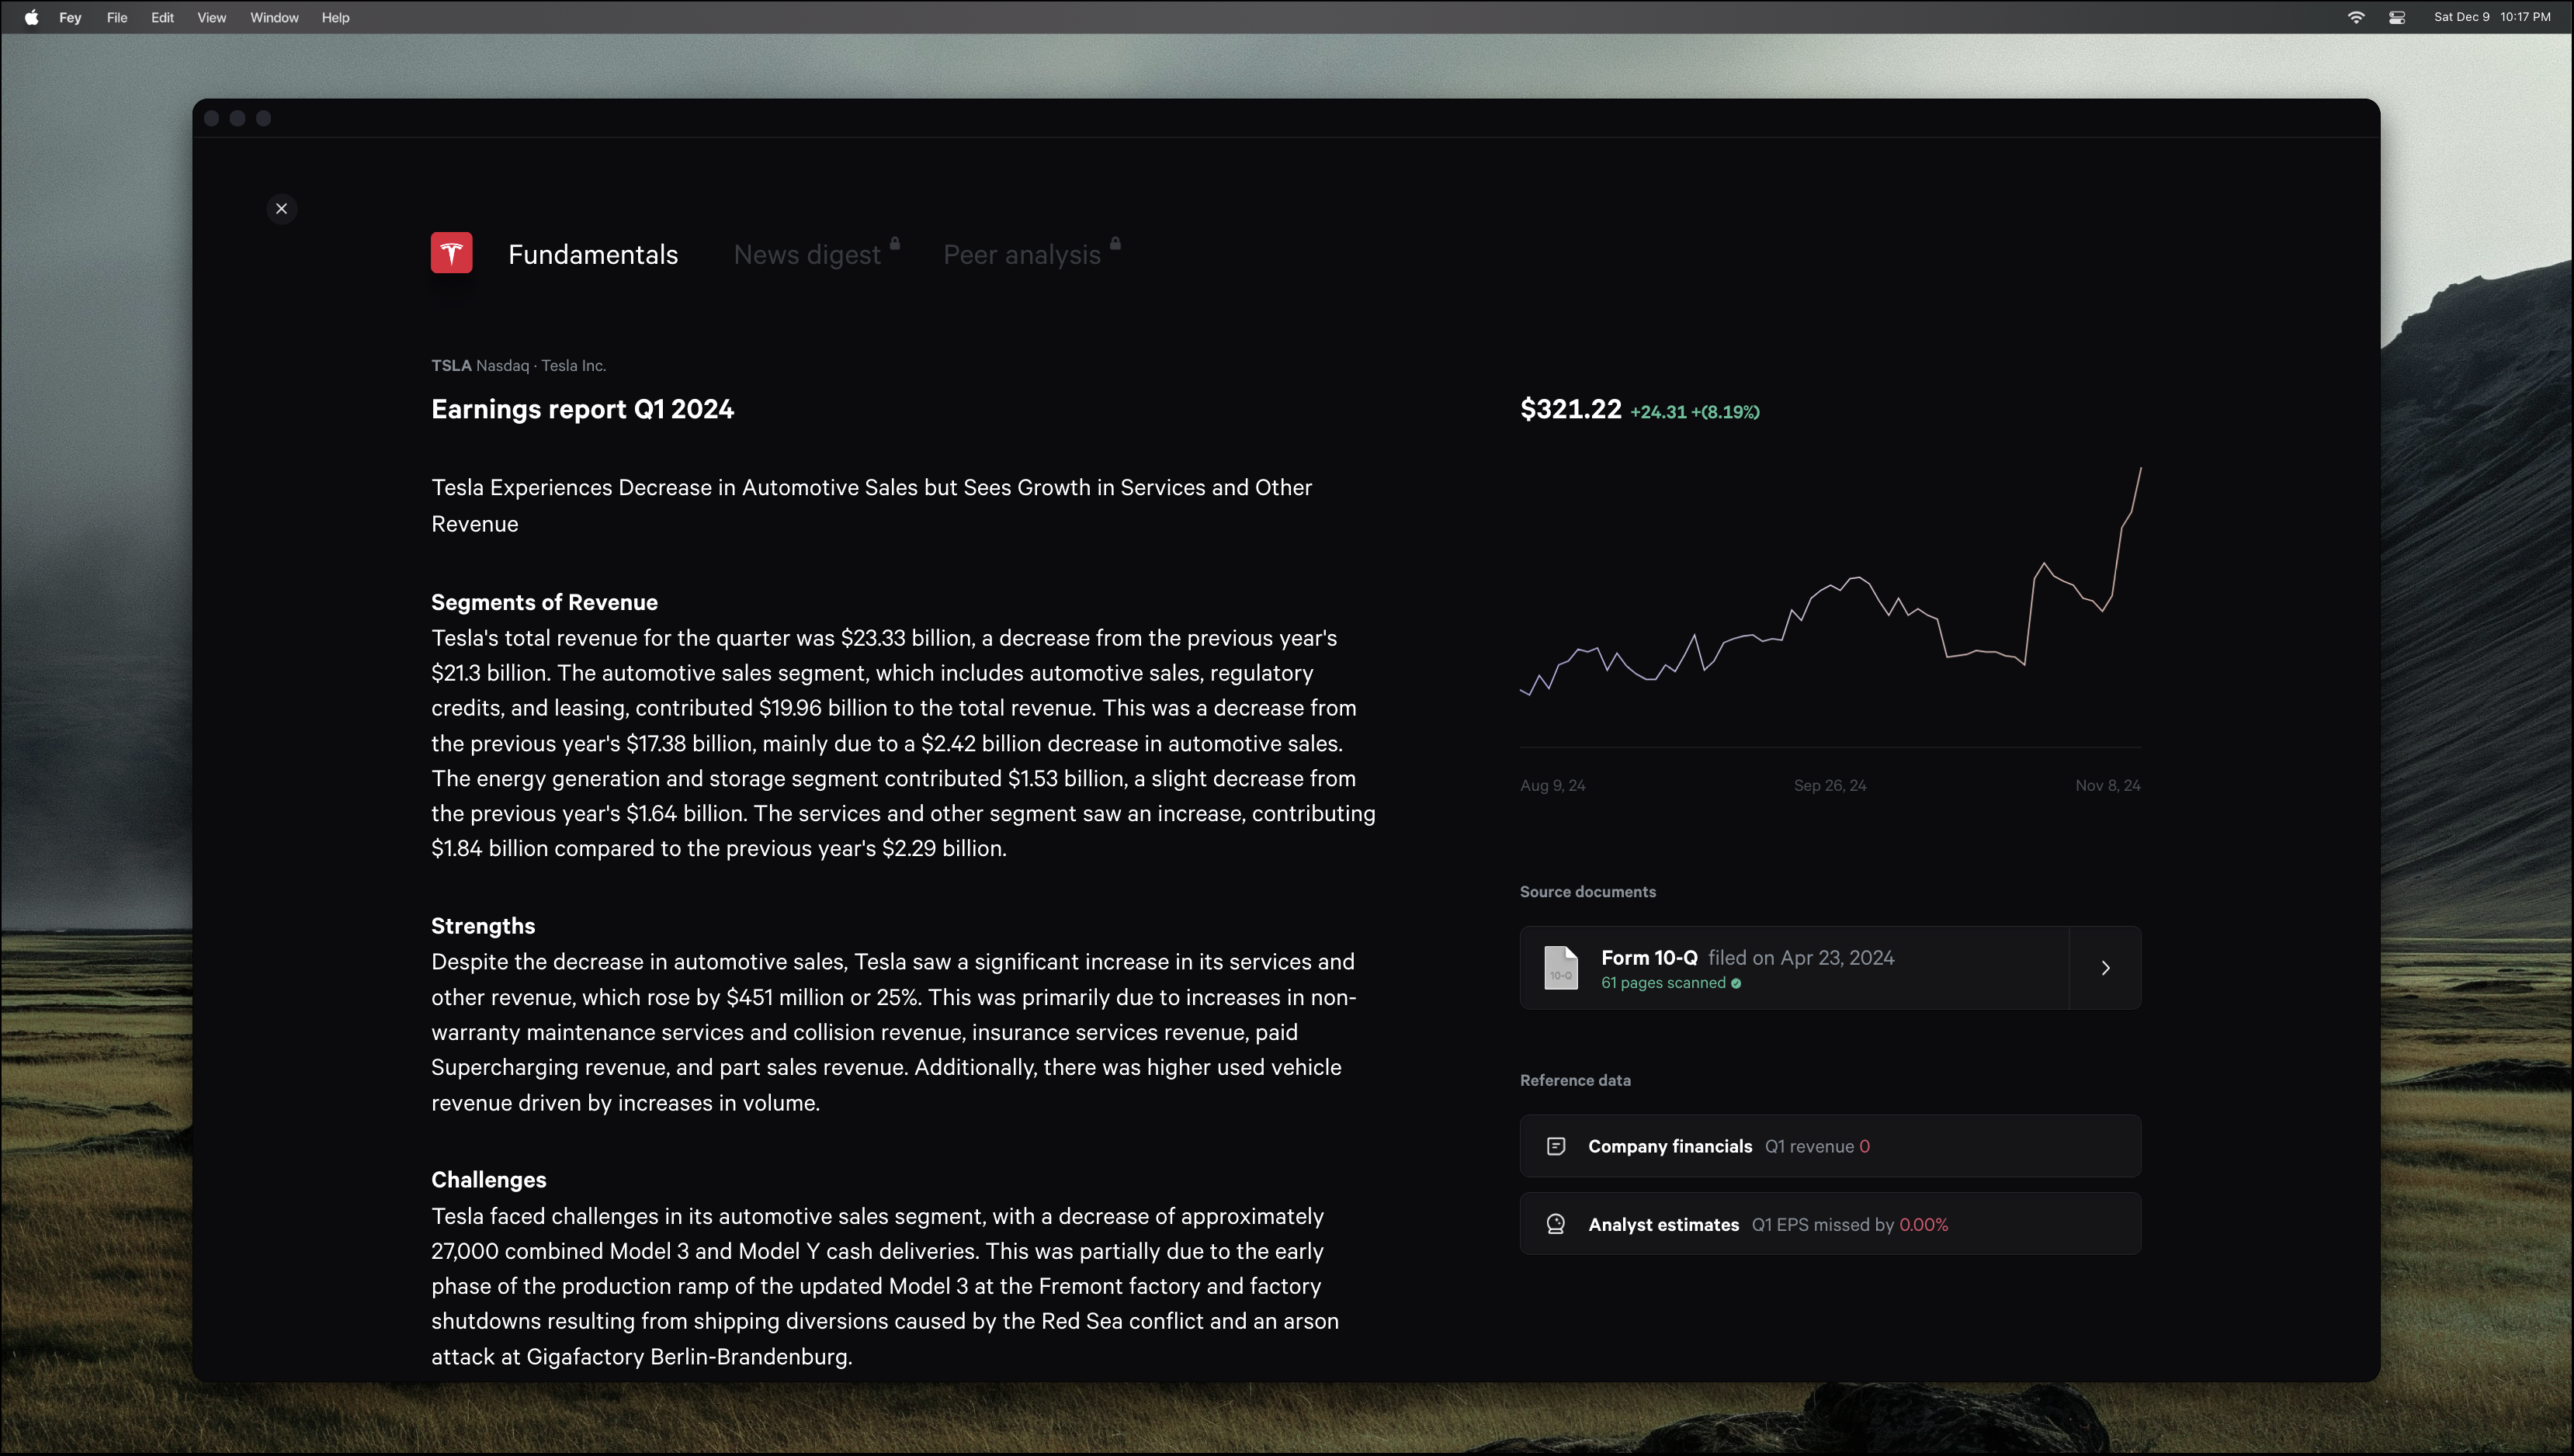 Fey File Edit View Window Help
Sat Dec 9 10:17 PM
Fundamentals
News digest
Peer analysis
TSLA Nasdaq · Tesla Inc.
Earnings report Q1 2024
Tesla Experiences Decrease in Automotive Sales but Sees Growth in Services and Other
Revenue
Segments of Revenue
Tesla's total revenue for the quarter was $23.33 billion, a decrease from the previous year's
$21.3 billion. The automotive sales segment, which includes automotive sales, regulatory
credits, and leasing, contributed $19.96 billion to the total revenue. This was a decrease from
the previous year's $17.38 billion, mainly due to a $2.42 billion decrease in automotive sales.
The energy generation and storage segment contributed $1.53 billion, a slight decrease from
the previous year's $1.64 billion. The services and other segment saw an increase, contributing
$1.84 billion compared to the previous year's $2.29 billion.
Strengths
Despite the decrease in automotive sales, Tesla saw a significant increase in its services and
other revenue, which rose by $451 million or 25%. This was primarily due to increases in non-
warranty maintenance services and collision revenue, insurance services revenue, paid
Supercharging revenue, and part sales revenue. Additionally, there was higher used vehicle
revenue driven by increases in volume.
Challenges
Tesla faced challenges in its automotive sales segment, with a decrease of approximately
27,000 combined Model 3 and Model Y cash deliveries. This was partially due to the early
phase of the production ramp of the updated Model 3 at the Fremont factory and factory
shutdowns resulting from shipping diversions caused by the Red Sea conflict and an arson
attack at Gigafactory Berlin-Brandenburg.
$321.22 +24.31 +(8.19%)
Aug 9, 24
Sep 26, 24
Nov 8, 24
Source documents
10-Q
Form 10-Q filed on Apr 23, 2024
61 pages scanned
Reference data
Company financials Q1 revenue 0
Analyst estimates Q1 EPS missed by 0.00%